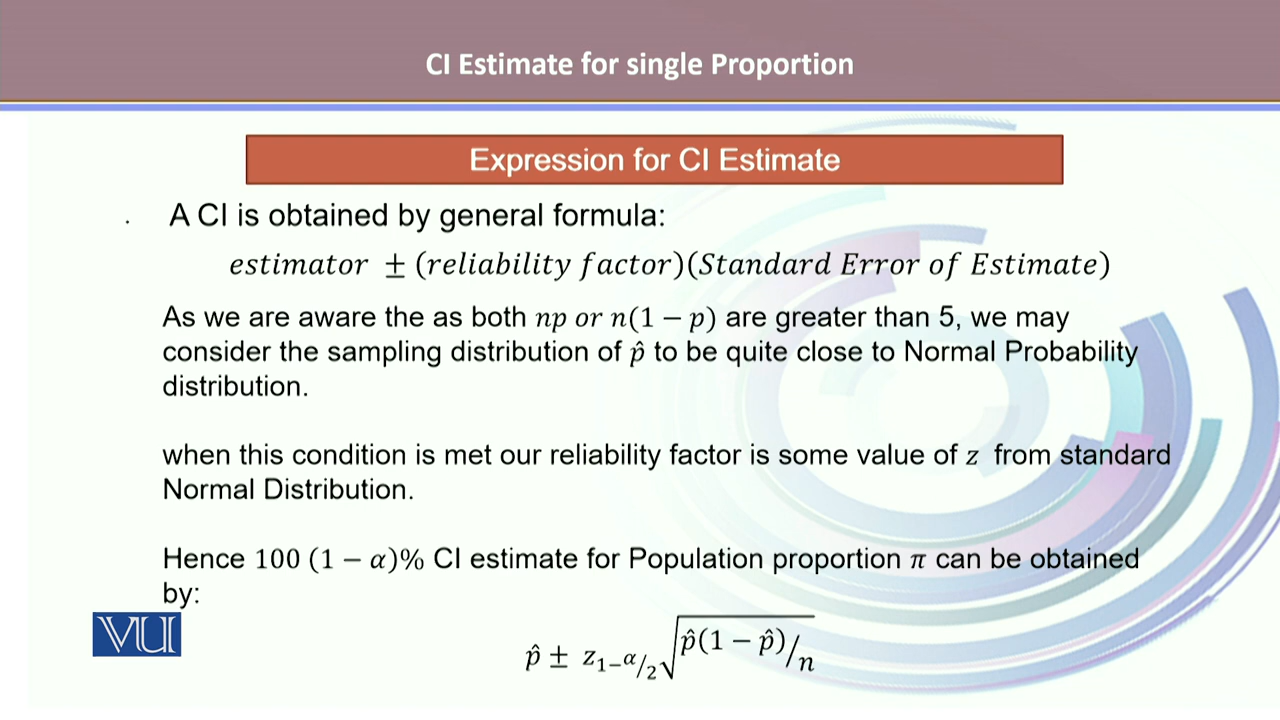 CI Estimate for single Proportion
Expression for CI Estimate
. A CI is obtained by general formula:
estimator ± (reliability factor)(Standard Error of Estimate)
As we are aware the as both np or n(1 − p) are greater than 5, we may
consider the sampling distribution of p̂ to be quite close to Normal Probability
distribution.
when this condition is met our reliability factor is some value of z from standard
Normal Distribution.
Hence 100 (1 − α)% CI estimate for Population proportion π can be obtained
by:
VU
p̂ ± z₁₋α/₂√p̂(1 − p̂)/n